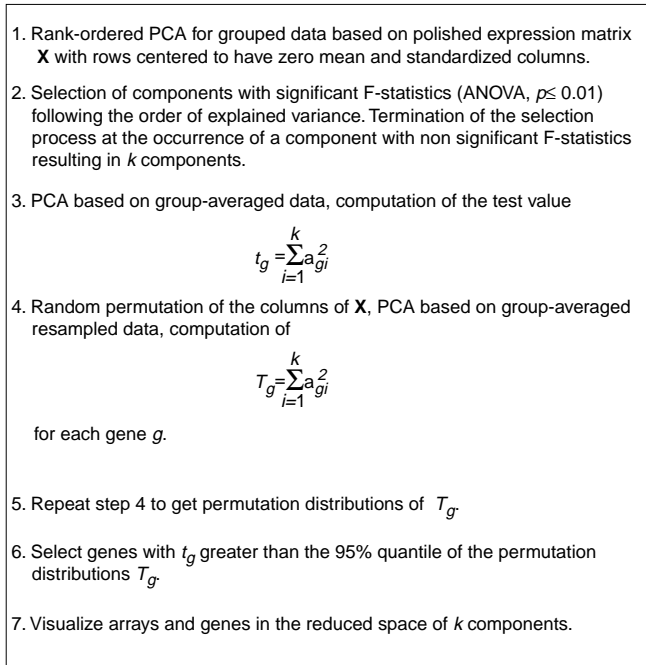 1. Rank-ordered PCA for grouped data based on polished expression matrix
X with rows centered to have zero mean and standardized columns.
2. Selection of components with significant F-statistics (ANOVA, p≤ 0.01)
following the order of explained variance. Termination of the selection
process at the occurrence of a component with non significant F-statistics
resulting in k components.
3. PCA based on group-averaged data, computation of the test value
k
t_g = Σ a_{gi}^2
i=1
4. Random permutation of the columns of X, PCA based on group-averaged
resampled data, computation of
k
T_g = Σ a_{gi}^2
i=1
for each gene g.
5. Repeat step 4 to get permutation distributions of T_g.
6. Select genes with t_g greater than the 95% quantile of the permutation
distributions T_g.
7. Visualize arrays and genes in the reduced space of k components.